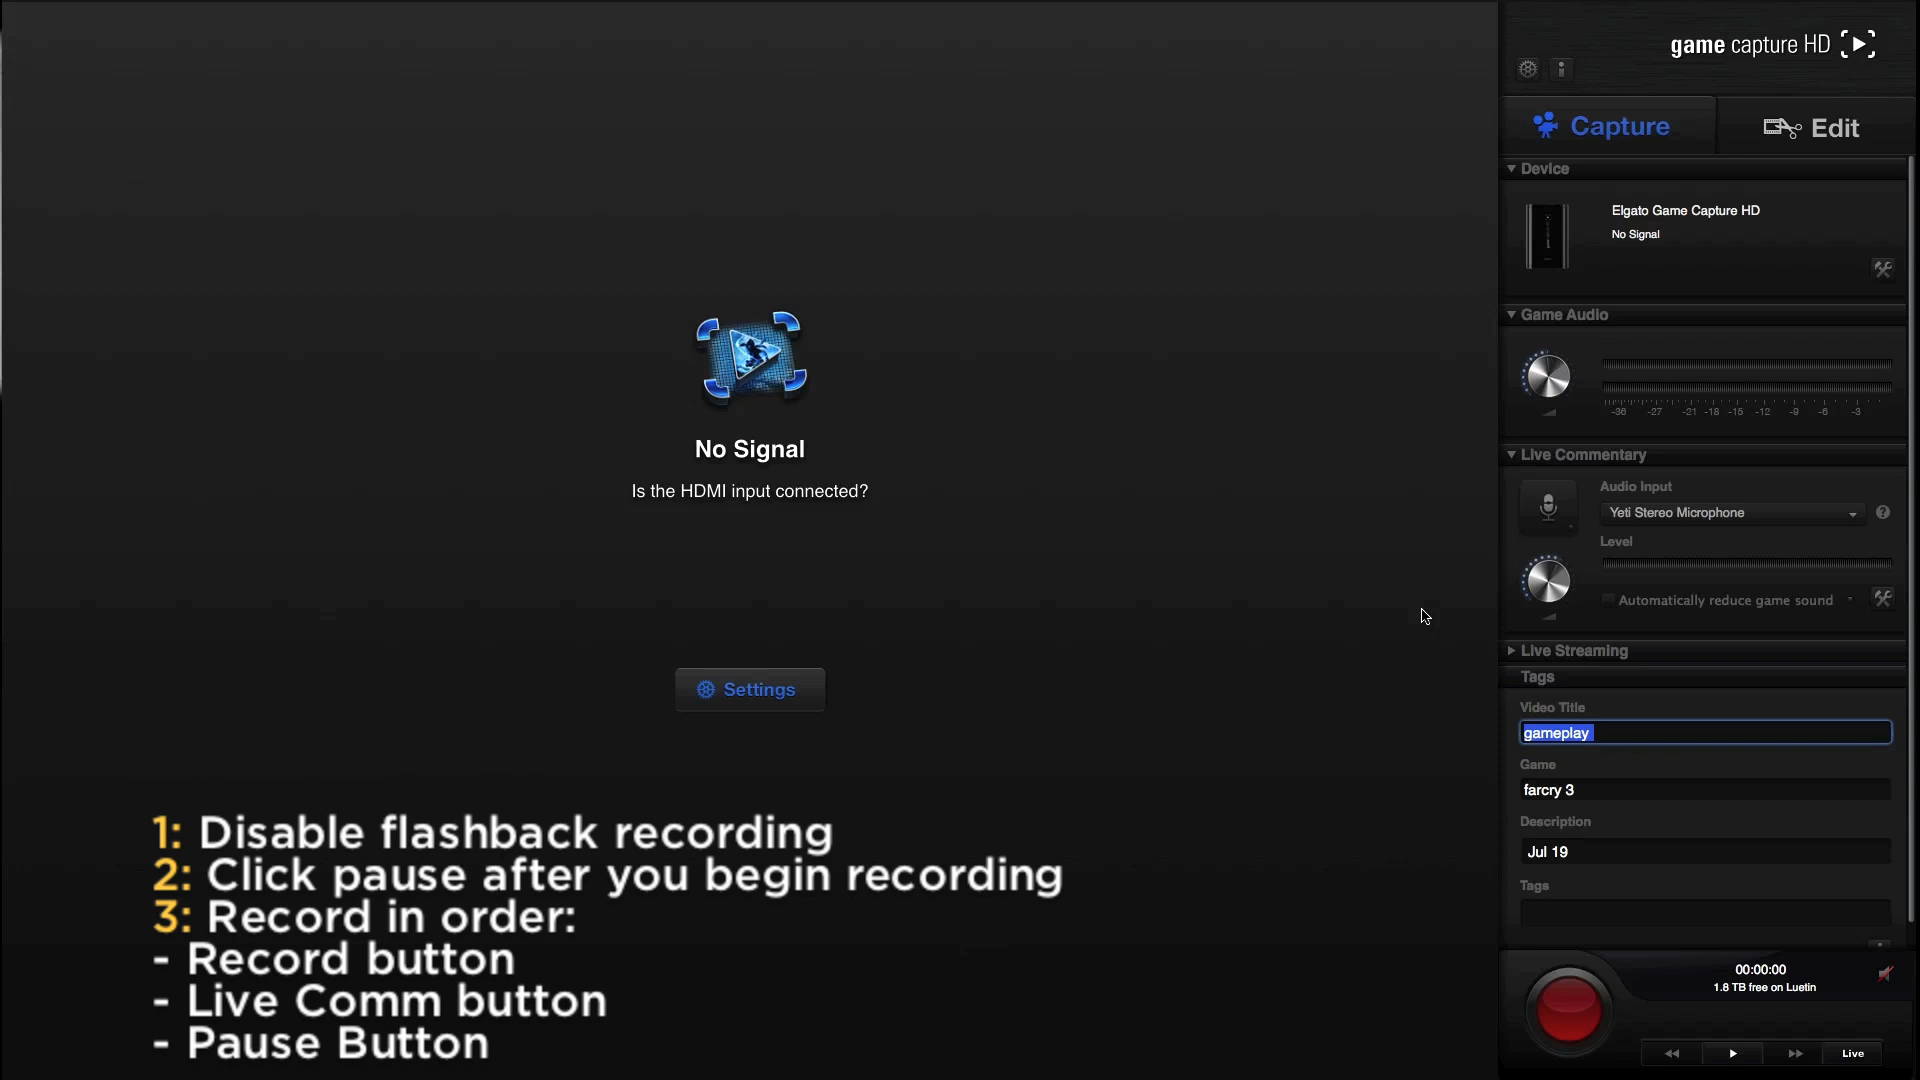 game capture HD
Capture
Edit
Device
Elgato Game Capture HD
No Signal
Game Audio
-36 -27 -21 -18 -15 -12 -9 -6 -3
Live Commentary
Audio Input
Yeti Stereo Microphone
Level
Automatically reduce game sound
Live Streaming
Tags
Video Title
gameplay
Game
farcry 3
Description
Jul 19
Tags
00:00:00
1.8 TB free on Luetin
Live
No Signal
Is the HDMI input connected?
Settings
1: Disable flashback recording
2: Click pause after you begin recording
3: Record in order:
- Record button
- Live Comm button
- Pause Button